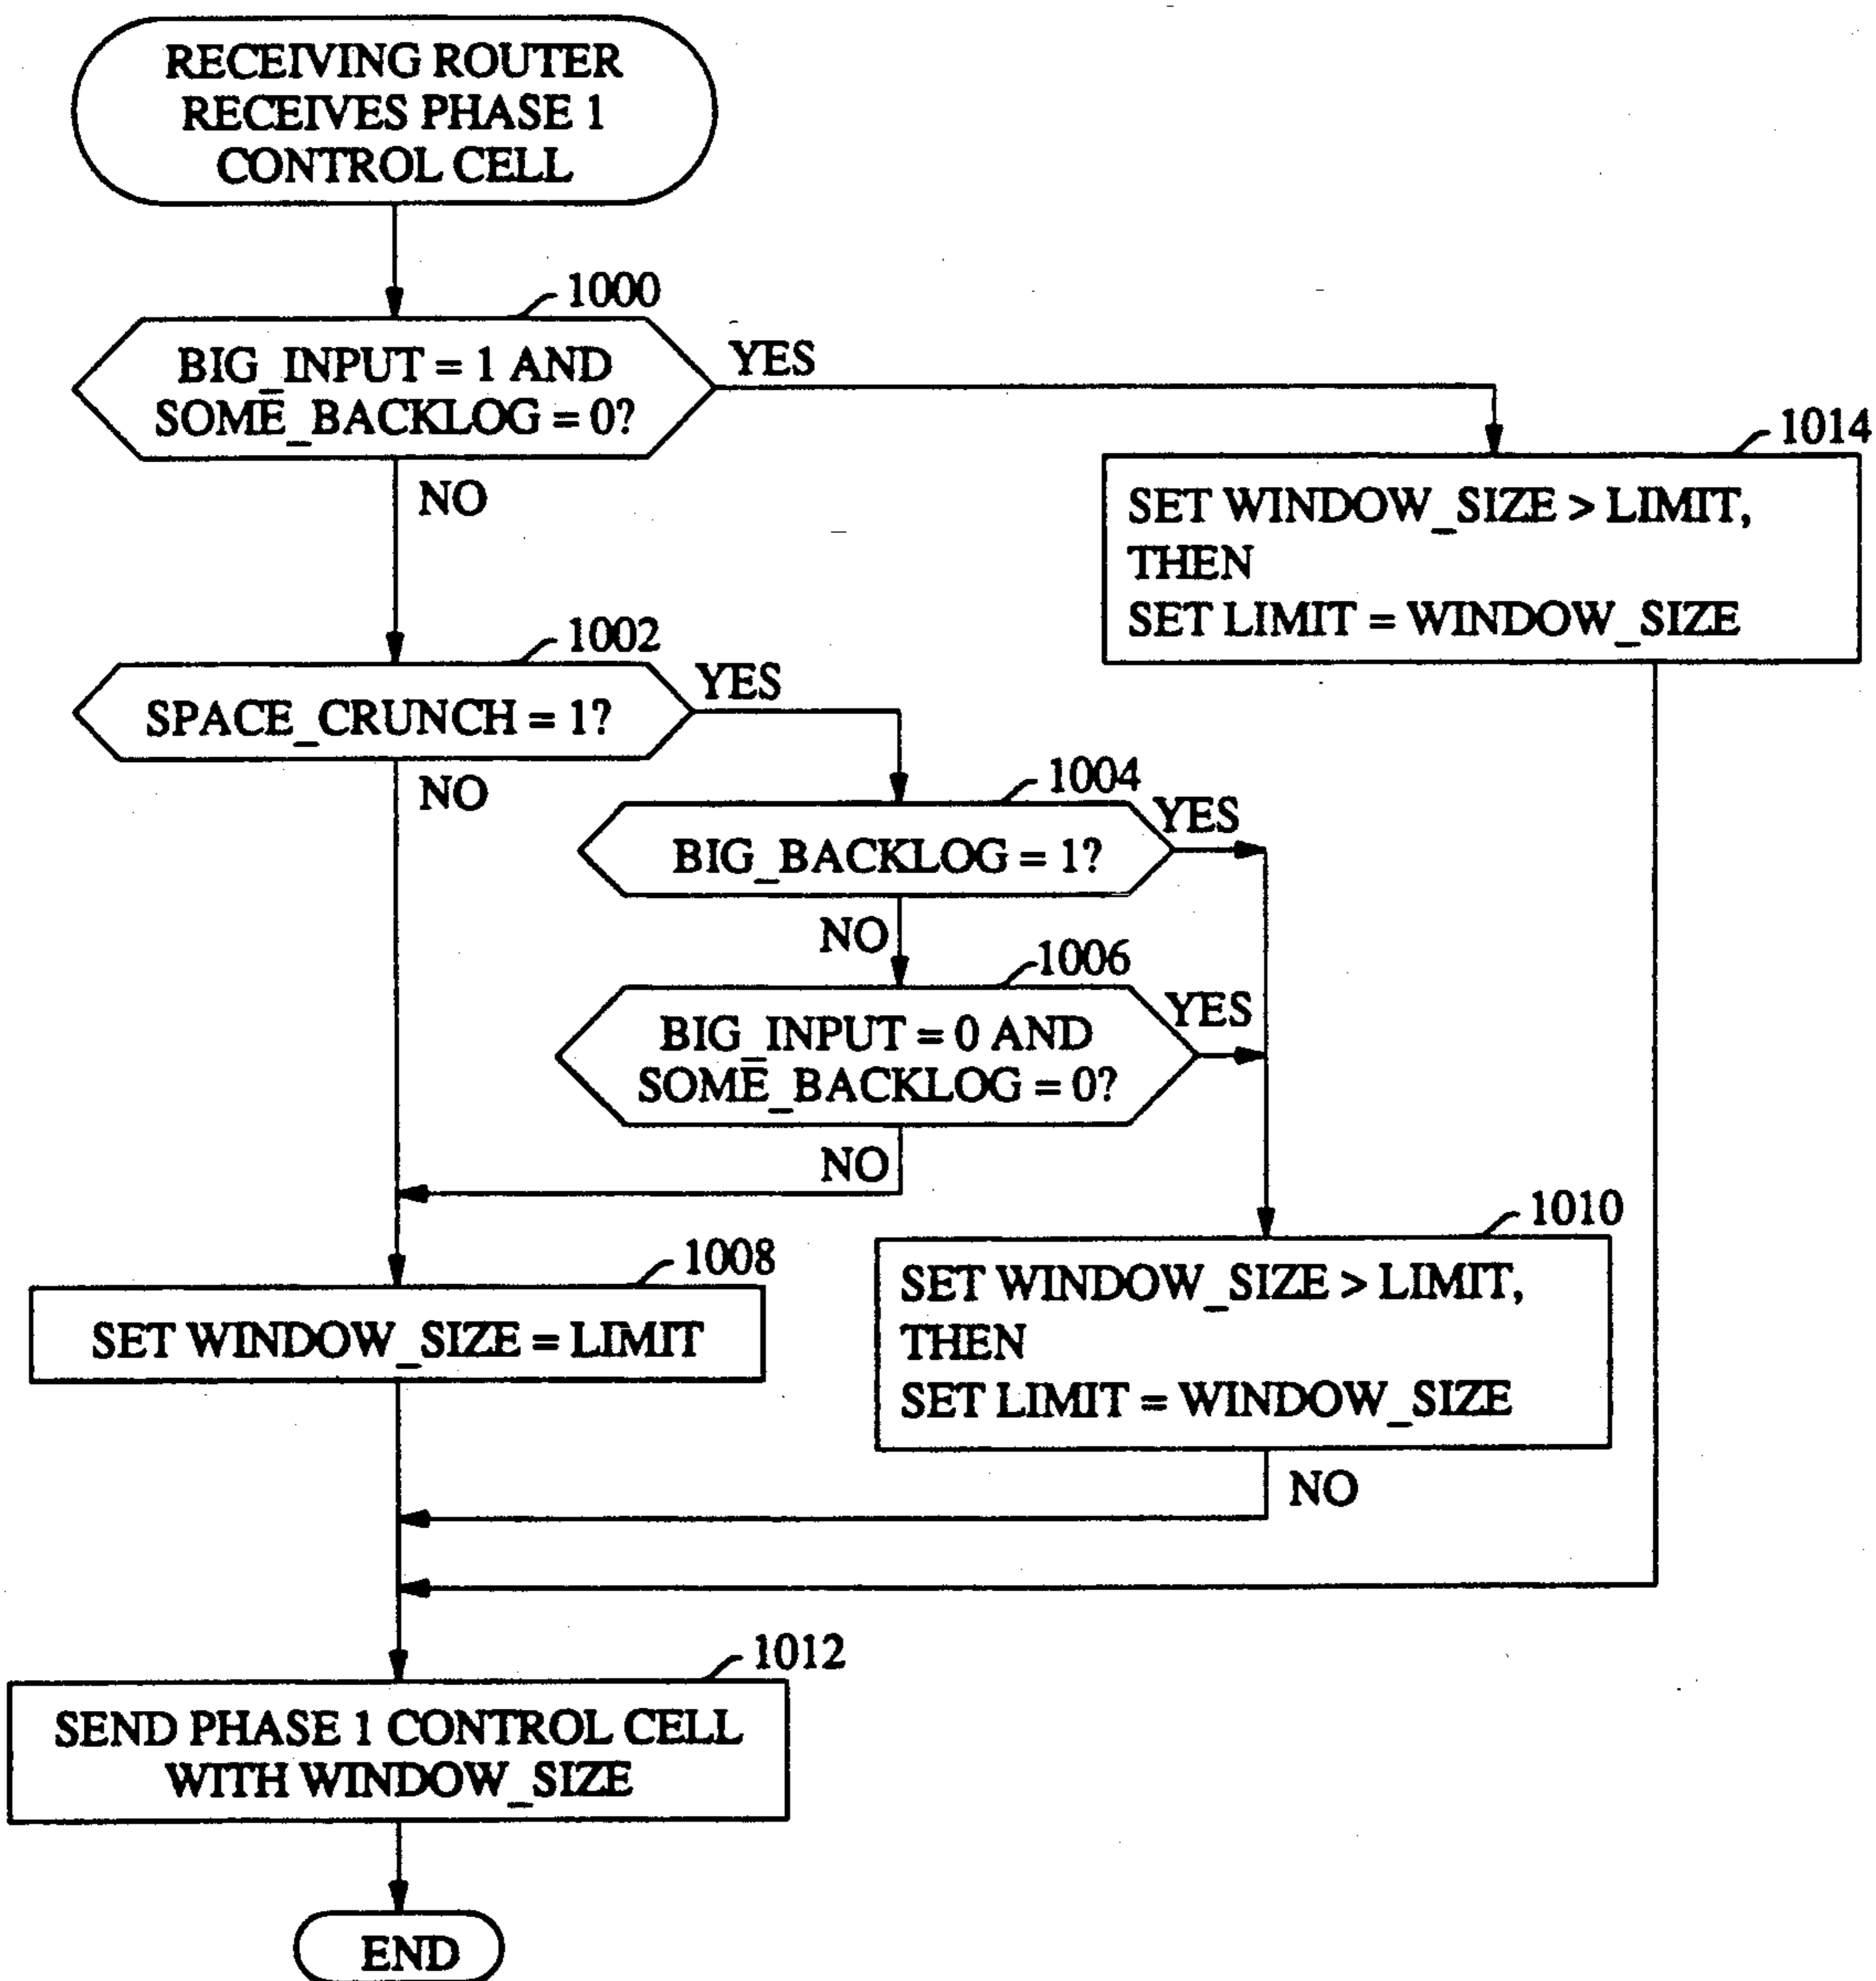 RECEIVING ROUTER
RECEIVES PHASE 1
CONTROL CELL
1000
BIG_INPUT = 1 AND
SOME_BACKLOG = 0?
YES
NO
1014
SET WINDOW_SIZE > LIMIT,
THEN
SET LIMIT = WINDOW_SIZE
1002
SPACE_CRUNCH = 1?
YES
NO
1004
BIG_BACKLOG = 1?
YES
NO
1006
BIG_INPUT = 0 AND
SOME_BACKLOG = 0?
YES
NO
1008
SET WINDOW_SIZE = LIMIT
1010
SET WINDOW_SIZE > LIMIT,
THEN
SET LIMIT = WINDOW_SIZE
NO
1012
SEND PHASE 1 CONTROL CELL
WITH WINDOW_SIZE
END